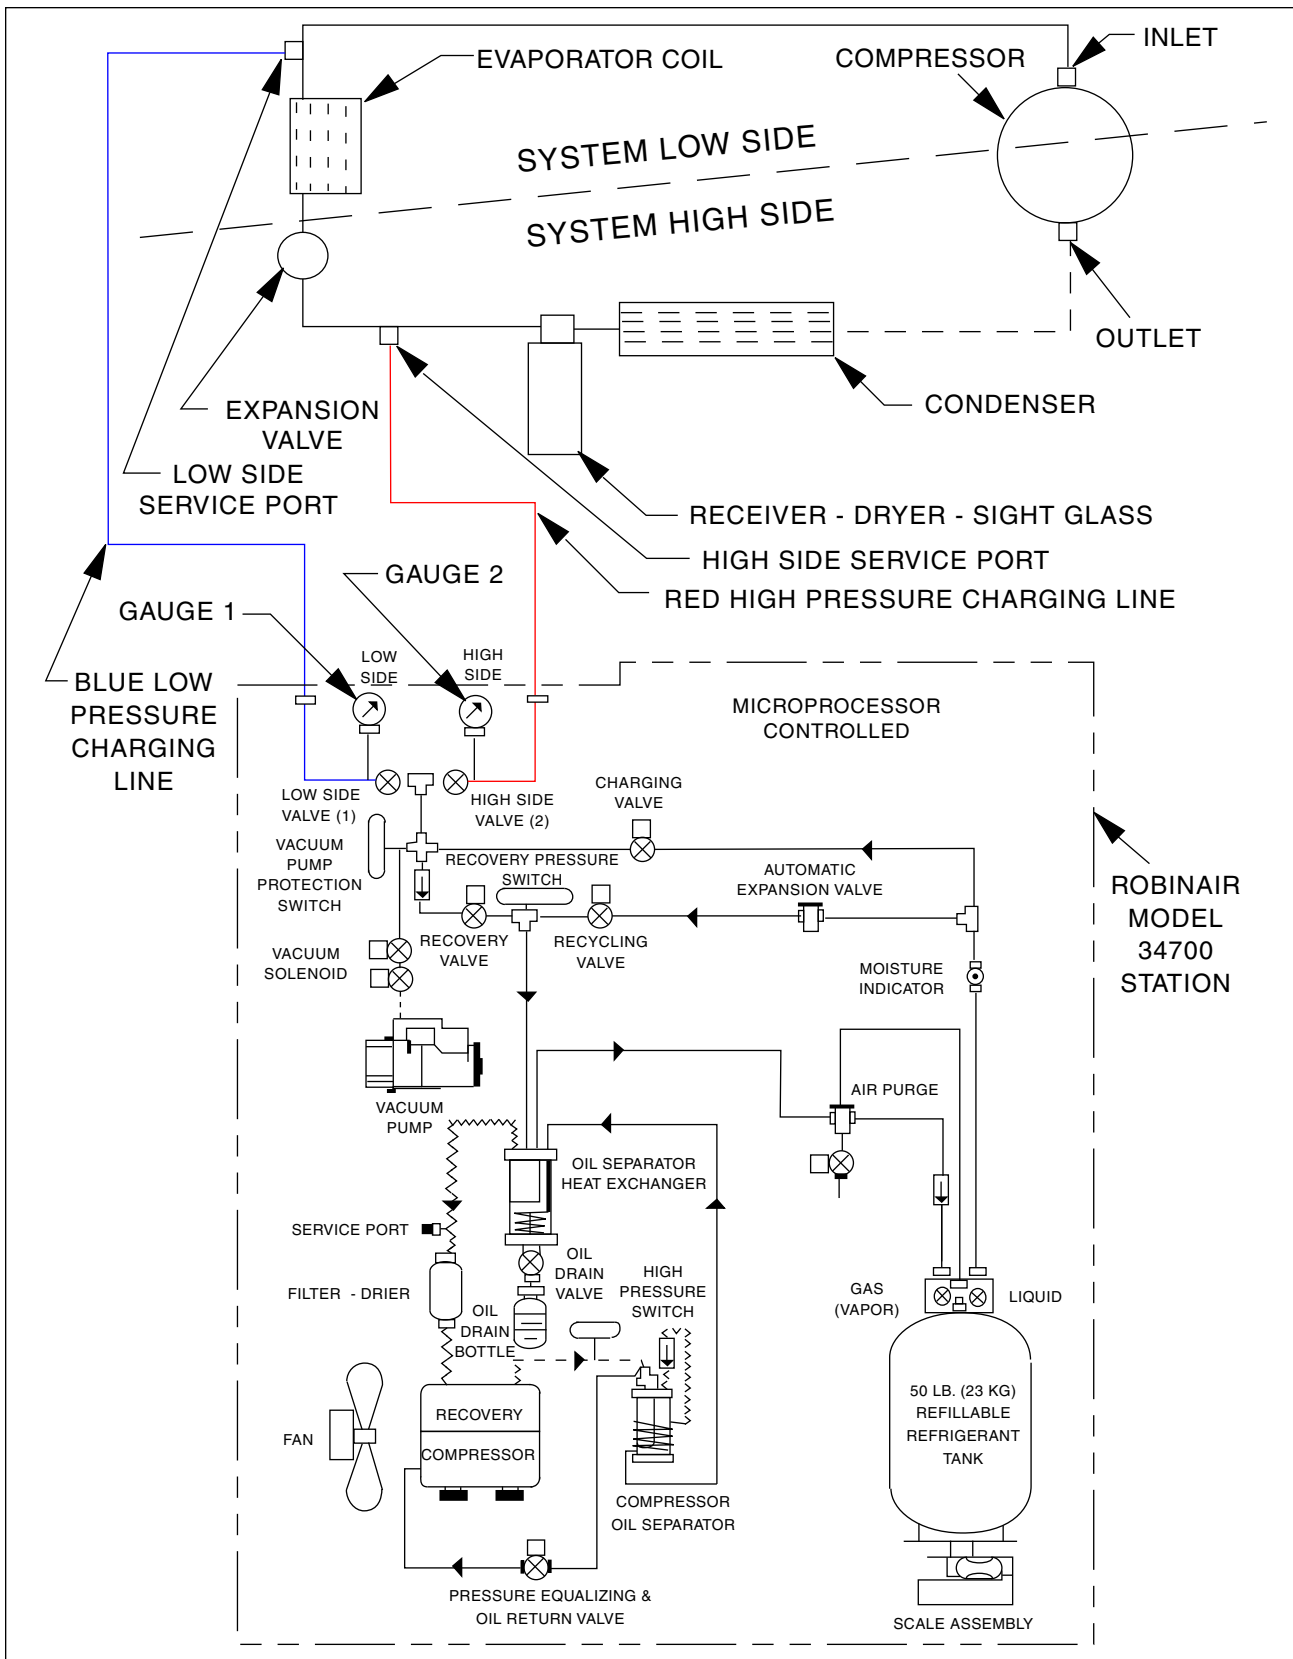 INLET
EVAPORATOR COIL
COMPRESSOR
SYSTEM LOW SIDE
SYSTEM HIGH SIDE
OUTLET
EXPANSION
VALVE
CONDENSER
LOW SIDE
SERVICE PORT
RECEIVER - DRYER - SIGHT GLASS
HIGH SIDE SERVICE PORT
RED HIGH PRESSURE CHARGING LINE
GAUGE 2
GAUGE 1
BLUE LOW
PRESSURE
CHARGING
LINE
LOW
SIDE
HIGH
SIDE
MICROPROCESSOR
CONTROLLED
LOW SIDE
VALVE (1)
HIGH SIDE
VALVE (2)
CHARGING
VALVE
VACUUM
PUMP
PROTECTION
SWITCH
RECOVERY PRESSURE
SWITCH
AUTOMATIC
EXPANSION VALVE
ROBINAIR
MODEL
34700
STATION
RECOVERY
VALVE
RECYCLING
VALVE
VACUUM
SOLENOID
MOISTURE
INDICATOR
VACUUM
PUMP
AIR PURGE
OIL SEPARATOR
HEAT EXCHANGER
SERVICE PORT
OIL
DRAIN
VALVE
HIGH
PRESSURE
SWITCH
FILTER - DRIER
OIL
DRAIN
BOTTLE
GAS
(VAPOR)
LIQUID
50 LB. (23 KG)
REFILLABLE
REFRIGERANT
TANK
FAN
RECOVERY
COMPRESSOR
COMPRESSOR
OIL SEPARATOR
PRESSURE EQUALIZING &
OIL RETURN VALVE
SCALE ASSEMBLY